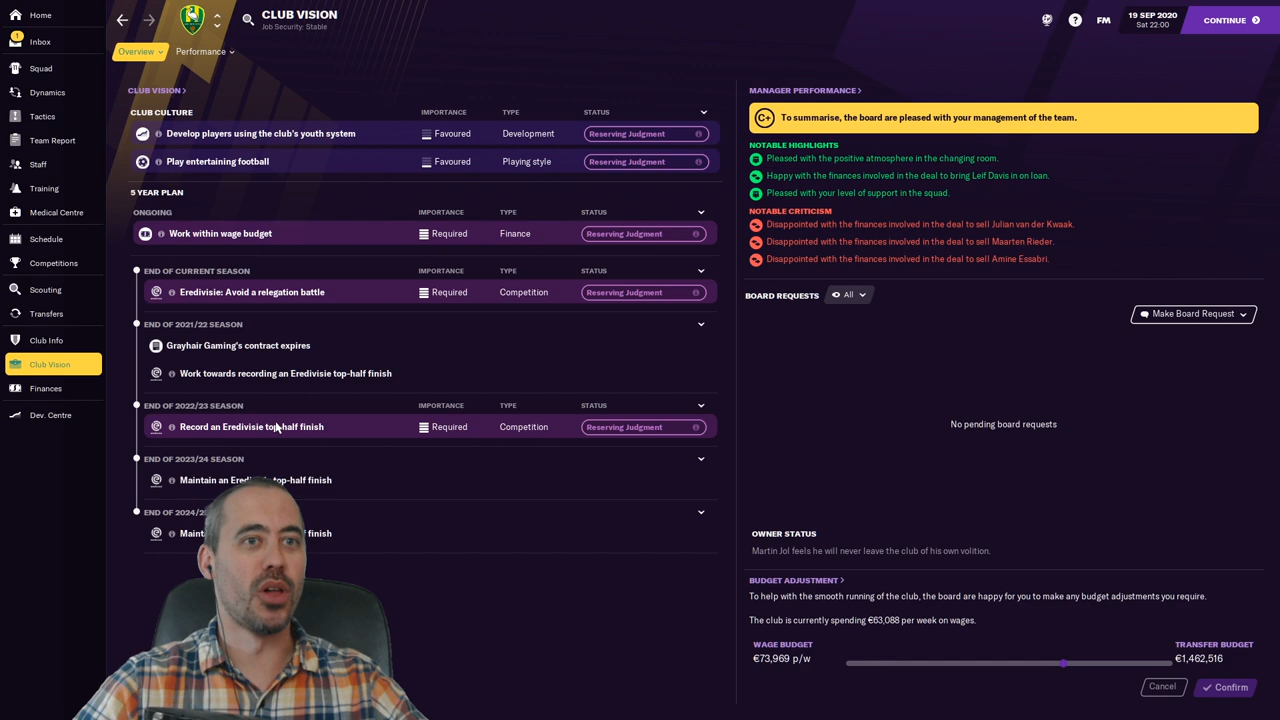 Home
1
Inbox
Squad
Dynamics
Tactics
Team Report
Staff
Training
Medical Centre
Schedule
Competitions
Scouting
Transfers
Club Info
Club Vision
Finances
Dev. Centre
CLUB VISION
Job Security: Stable
? FM
19 SEP 2020
Sat 22:00
CONTINUE
Overview Performance
CLUB VISION >
CLUB CULTURE IMPORTANCE TYPE STATUS
Develop players using the club's youth system Favoured Development Reserving Judgment
Play entertaining football Favoured Playing style Reserving Judgment
5 YEAR PLAN
ONGOING IMPORTANCE TYPE STATUS
Work within wage budget Required Finance Reserving Judgment
END OF CURRENT SEASON IMPORTANCE TYPE STATUS
Eredivisie: Avoid a relegation battle Required Competition Reserving Judgment
END OF 2021/22 SEASON
Grayhair Gaming's contract expires
Work towards recording an Eredivisie top-half finish
END OF 2022/23 SEASON IMPORTANCE TYPE STATUS
Record an Eredivisie top-half finish Required Competition Reserving Judgment
END OF 2023/24 SEASON
Maintain an Eredivisie top-half finish
END OF 2024/2
Maint finish
MANAGER PERFORMANCE >
C+ To summarise, the board are pleased with your management of the team.
NOTABLE HIGHLIGHTS
Pleased with the positive atmosphere in the changing room.
Happy with the finances involved in the deal to bring Leif Davis in on loan.
Pleased with your level of support in the squad.
NOTABLE CRITICISM
Disappointed with the finances involved in the deal to sell Julian van der Kwaak.
Disappointed with the finances involved in the deal to sell Maarten Rieder.
Disappointed with the finances involved in the deal to sell Amine Essabri.
BOARD REQUESTS All
Make Board Request
No pending board requests
OWNER STATUS
Martin Jol feels he will never leave the club of his own volition.
BUDGET ADJUSTMENT >
To help with the smooth running of the club, the board are happy for you to make any budget adjustments you require.
The club is currently spending €63,088 per week on wages.
WAGE BUDGET TRANSFER BUDGET
€73,969 p/w €1,462,516
Cancel Confirm